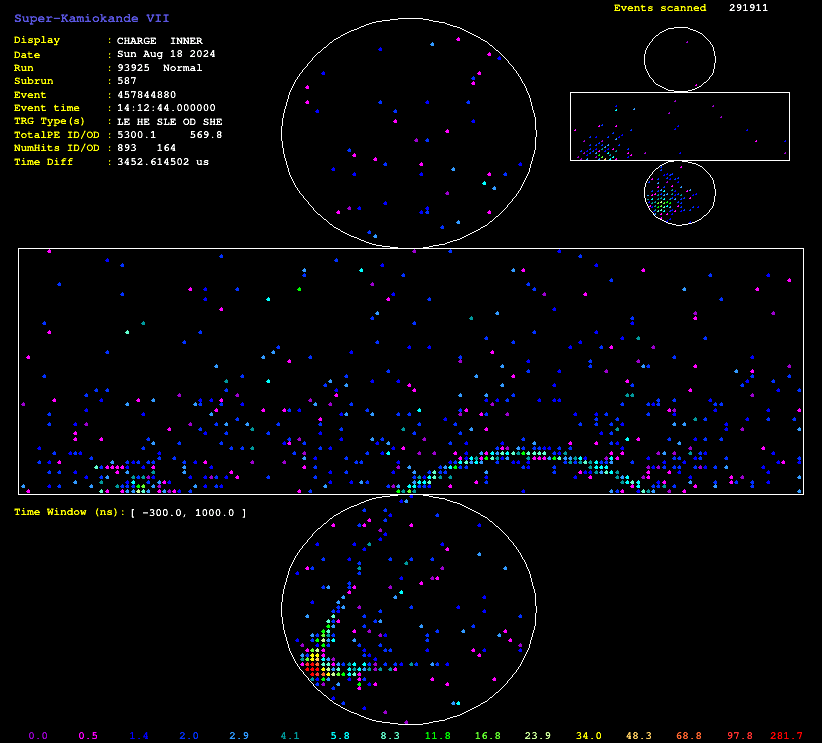 Events scanned 291911
Super-Kamiokande VII
Display : CHARGE INNER
Date : Sun Aug 18 2024
Run : 93925 Normal
Subrun : 587
Event : 457844880
Event time : 14:12:44.000000
TRG Type(s) : LE HE SLE OD SHE
TotalPE ID/OD : 5300.1 569.8
NumHits ID/OD : 893 164
Time Diff : 3452.614502 us
Time Window (ns): [ -300.0, 1000.0 ]
0.0 0.5 1.4 2.0 2.9 4.1 5.8 8.3 11.8 16.8 23.9 34.0 48.3 68.8 97.8 281.7